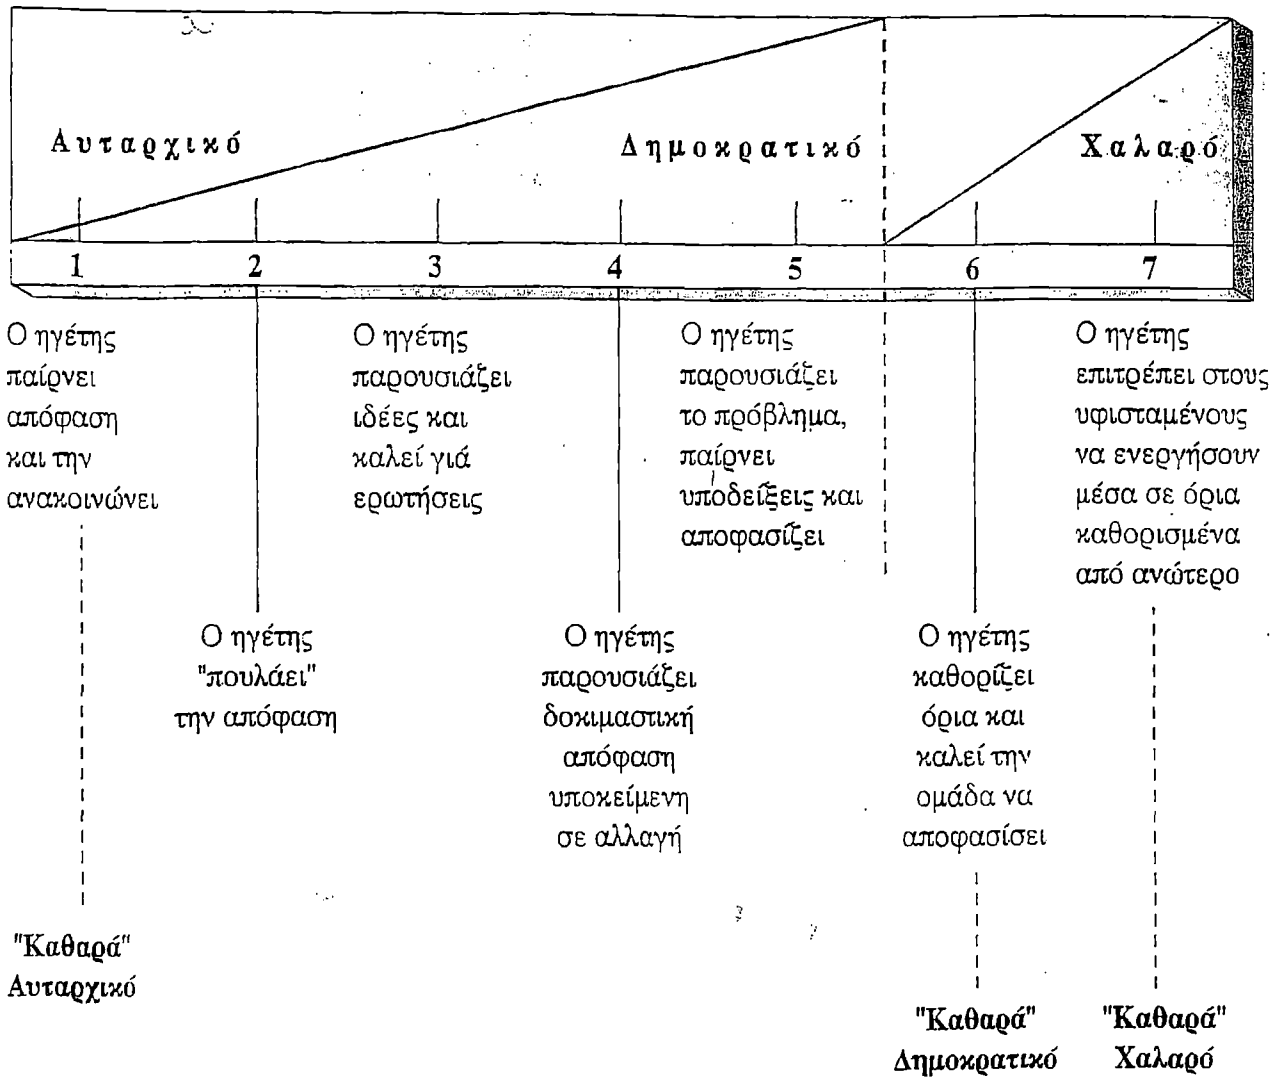 Αυταρχικό
Δημοκρατικό
Χαλαρό
1 2 3 4 5 6 7
Ο ηγέτης
παίρνει
απόφαση
και την
ανακοινώνει
Ο ηγέτης
παρουσιάζει
ιδέες και
καλεί γιά
ερωτήσεις
Ο ηγέτης
παρουσιάζει
το πρόβλημα,
παίρνει
υποδείξεις και
αποφασίζει
Ο ηγέτης
επιτρέπει στους
υφισταμένους
να ενεργήσουν
μέσα σε όρια
καθορισμένα
από ανώτερο
Ο ηγέτης
"πουλάει"
την απόφαση
Ο ηγέτης
παρουσιάζει
δοκιμαστική
απόφαση
υποκείμενη
σε αλλαγή
Ο ηγέτης
καθορίζει
όρια και
καλεί την
ομάδα να
αποφασίσει
"Καθαρά"
Αυταρχικό
"Καθαρά"
Δημοκρατικό
"Καθαρά"
Χαλαρό